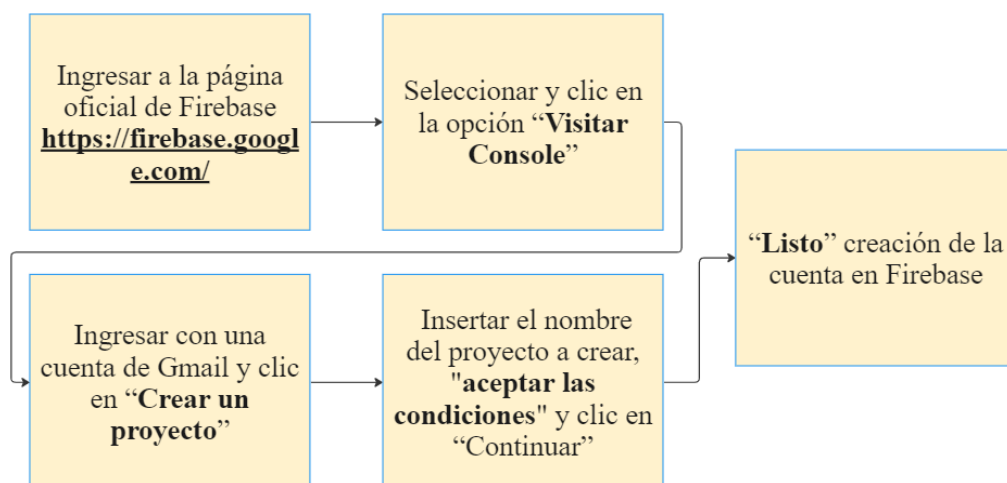 Ingresar a la página
oficial de Firebase
https://firebase.googl
e.com/
Seleccionar y clic en
la opción “Visitar
Console”
Ingresar con una
cuenta de Gmail y clic
en “Crear un
proyecto”
Insertar el nombre
del proyecto a crear,
"aceptar las
condiciones" y clic en
“Continuar”
“Listo” creación de la
cuenta en Firebase